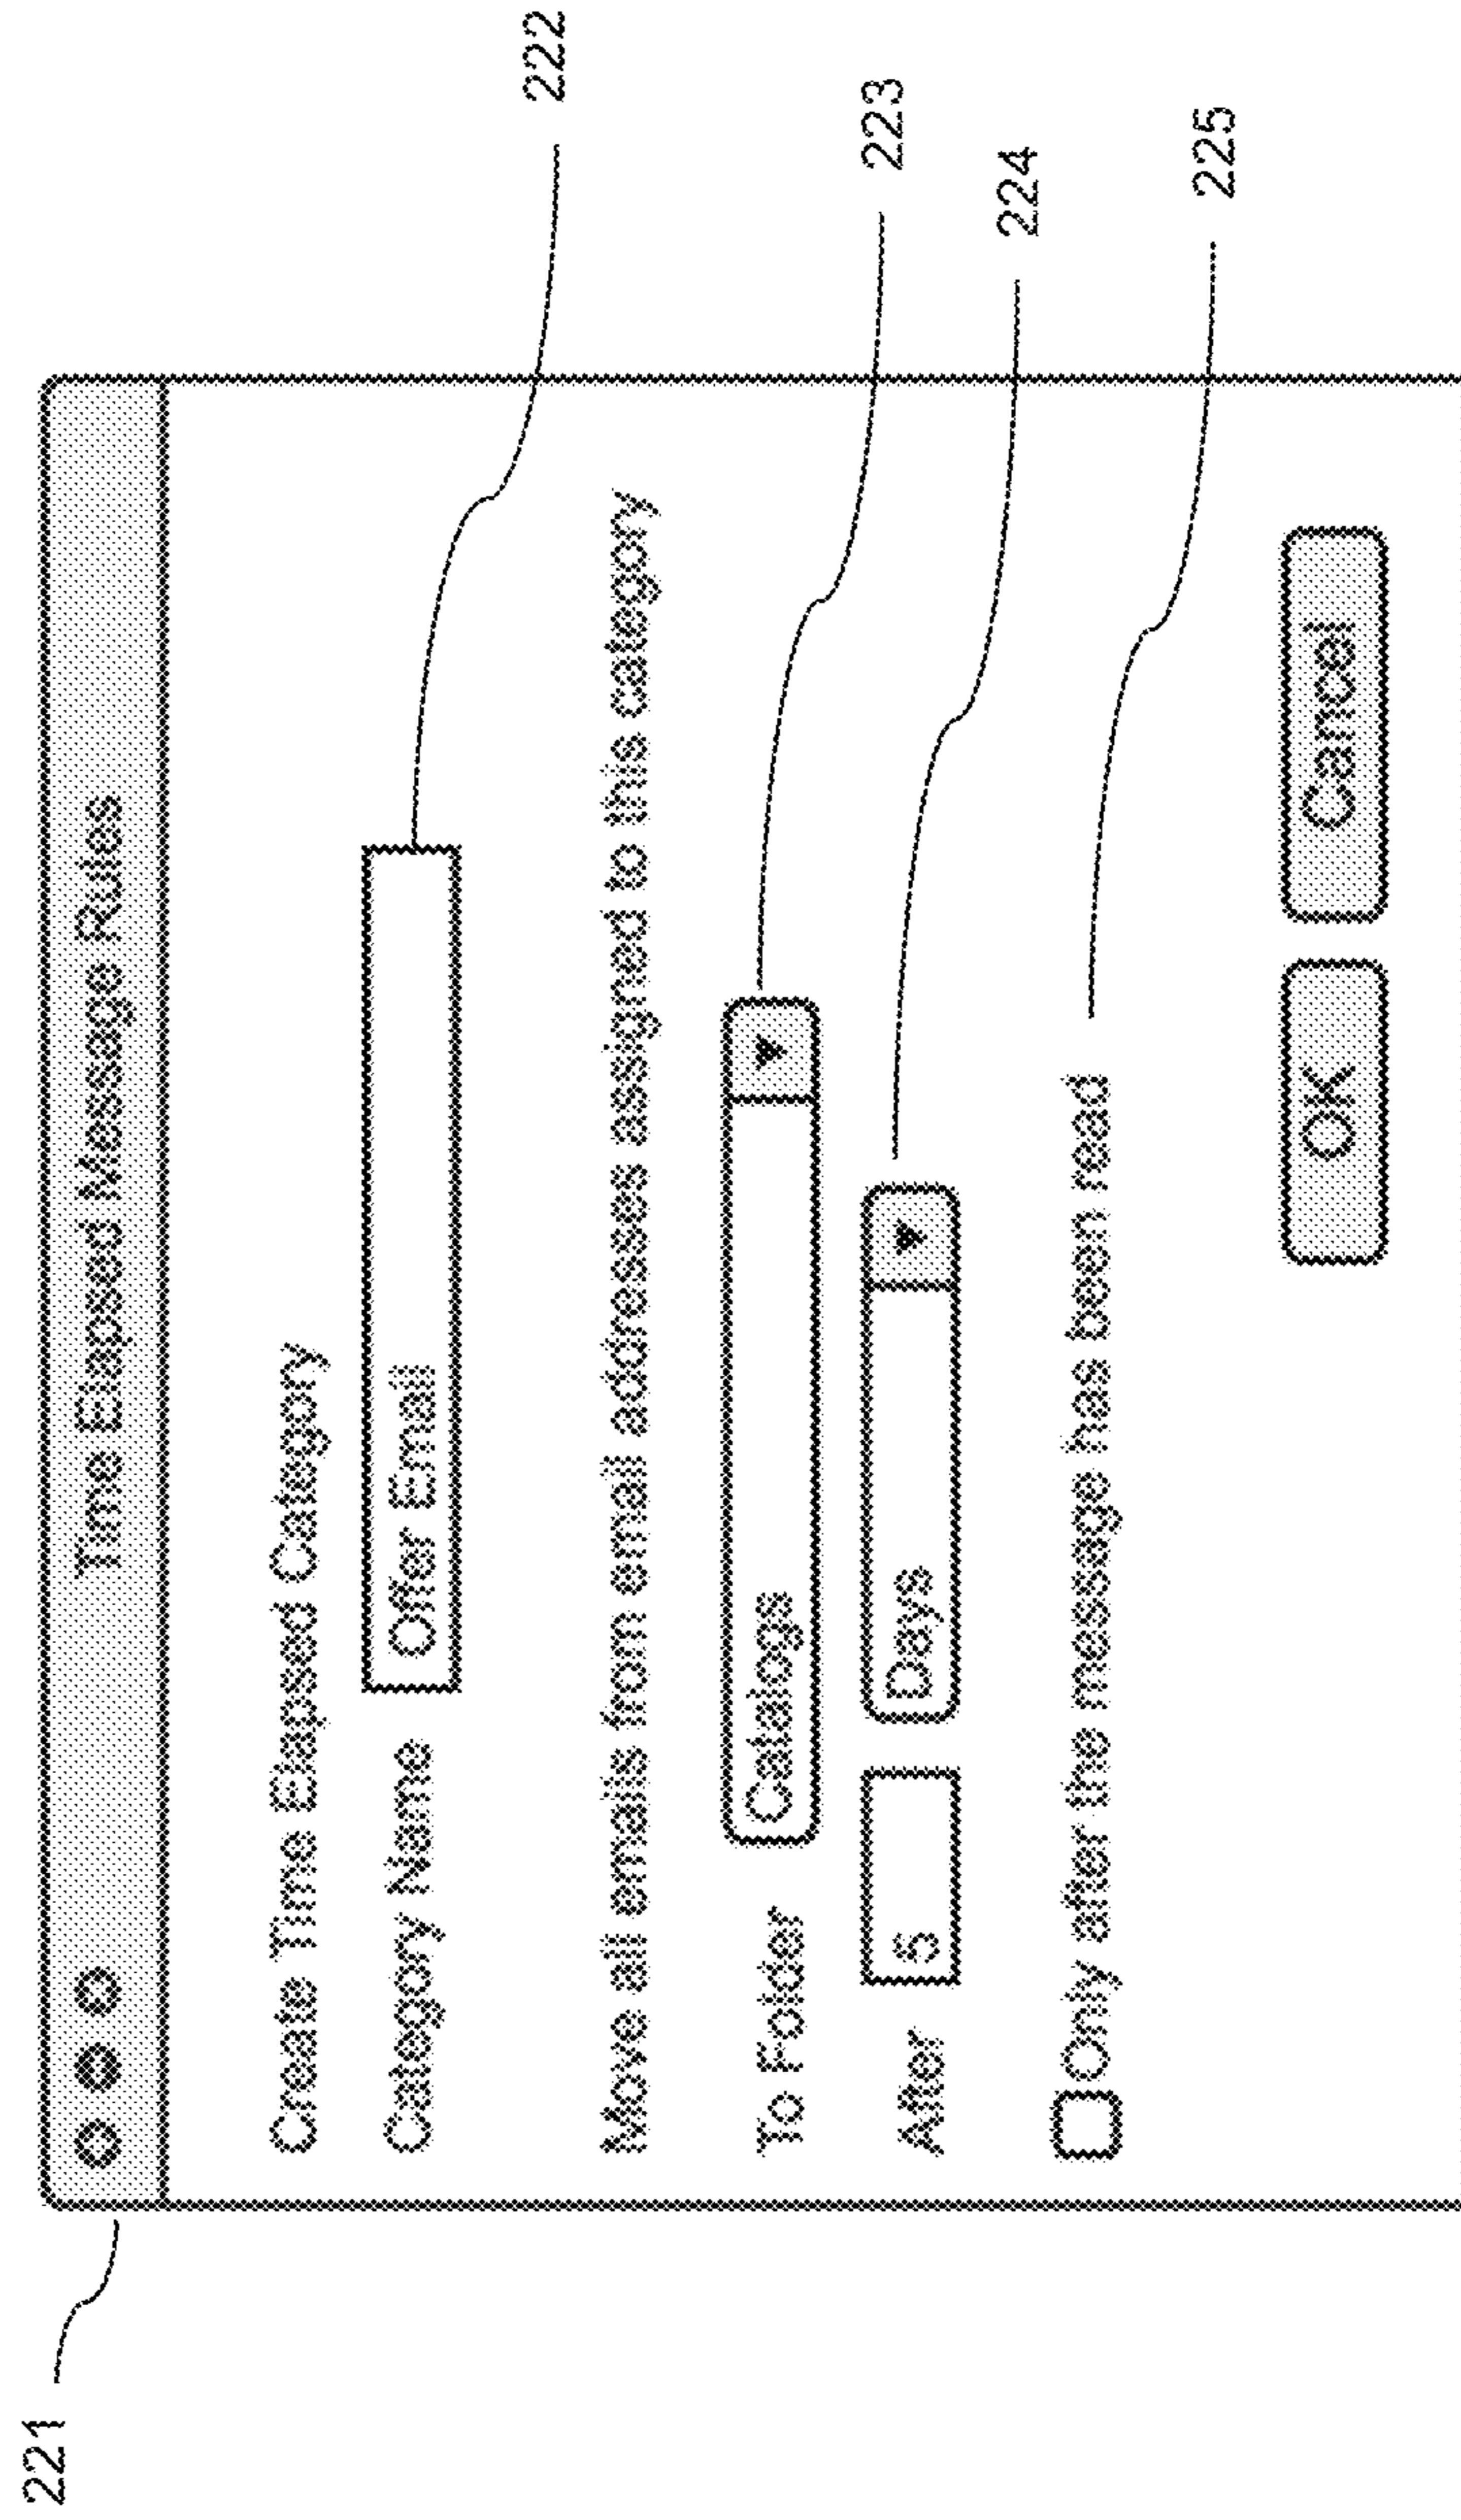 221
Time Elapsed Message Rules
Create Time Elapsed Category
Category Name Offer Email
222
Move all emails from email addresses assigned to this category
To Folder Catalogs
223
After 5 Days
224
Only after the message has been read
225
OK Cancel